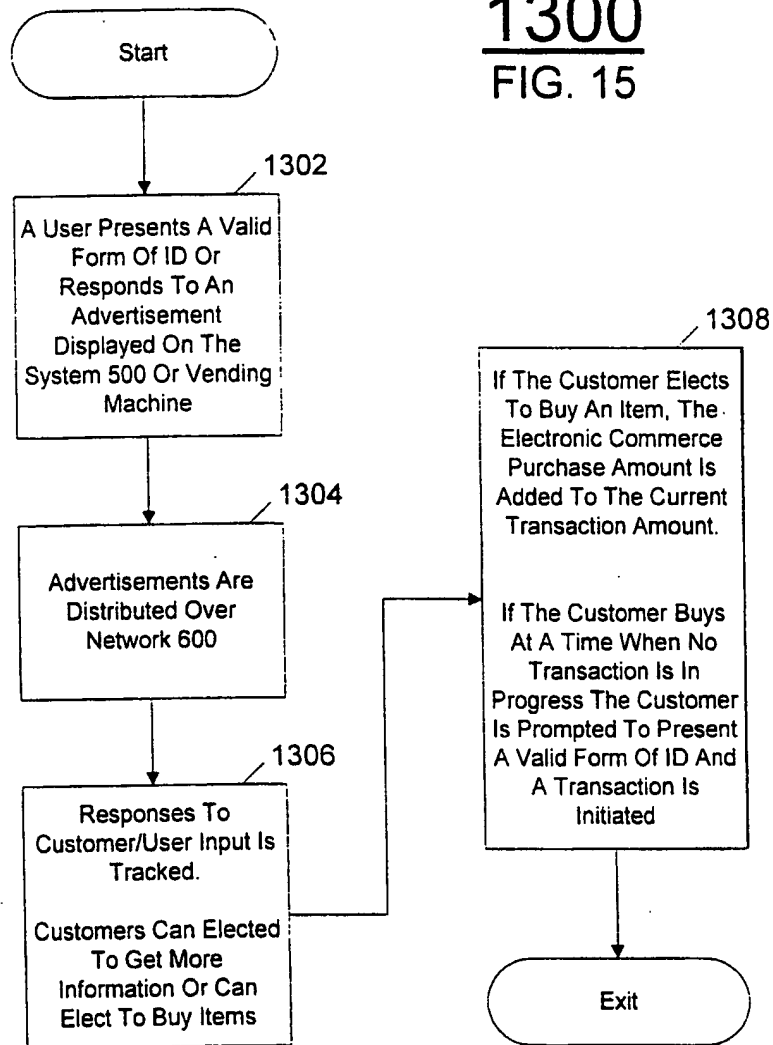 1300
FIG. 15
Start
1302
A User Presents A Valid
Form Of ID Or
Responds To An
Advertisement
Displayed On The
System 500 Or Vending
Machine
1304
Advertisements Are
Distributed Over
Network 600
1306
Responses To
Customer/User Input Is
Tracked.
Customers Can Elected
To Get More
Information Or Can
Elect To Buy Items
1308
If The Customer Elects
To Buy An Item, The
Electronic Commerce
Purchase Amount Is
Added To The Current
Transaction Amount.
If The Customer Buys
At A Time When No
Transaction Is In
Progress The Customer
Is Prompted To Present
A Valid Form Of ID And
A Transaction Is
Initiated
Exit